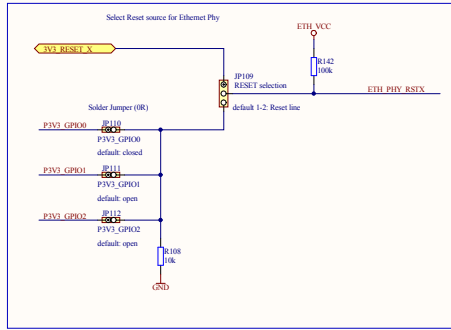 Select Reset source for Ethernet Phy
ETH_VCC
3V3_RESET_X
R142
100k
JP109
RESET selection
ETH_PHY_RSTX
default 1-2: Reset line
Solder Jumper (0R)
P3V3_GPIO0
JP110
P3V3_GPIO0
default: closed
P3V3_GPIO1
JP111
P3V3_GPIO1
default: open
P3V3_GPIO2
JP112
P3V3_GPIO2
default: open
R108
10k
GND